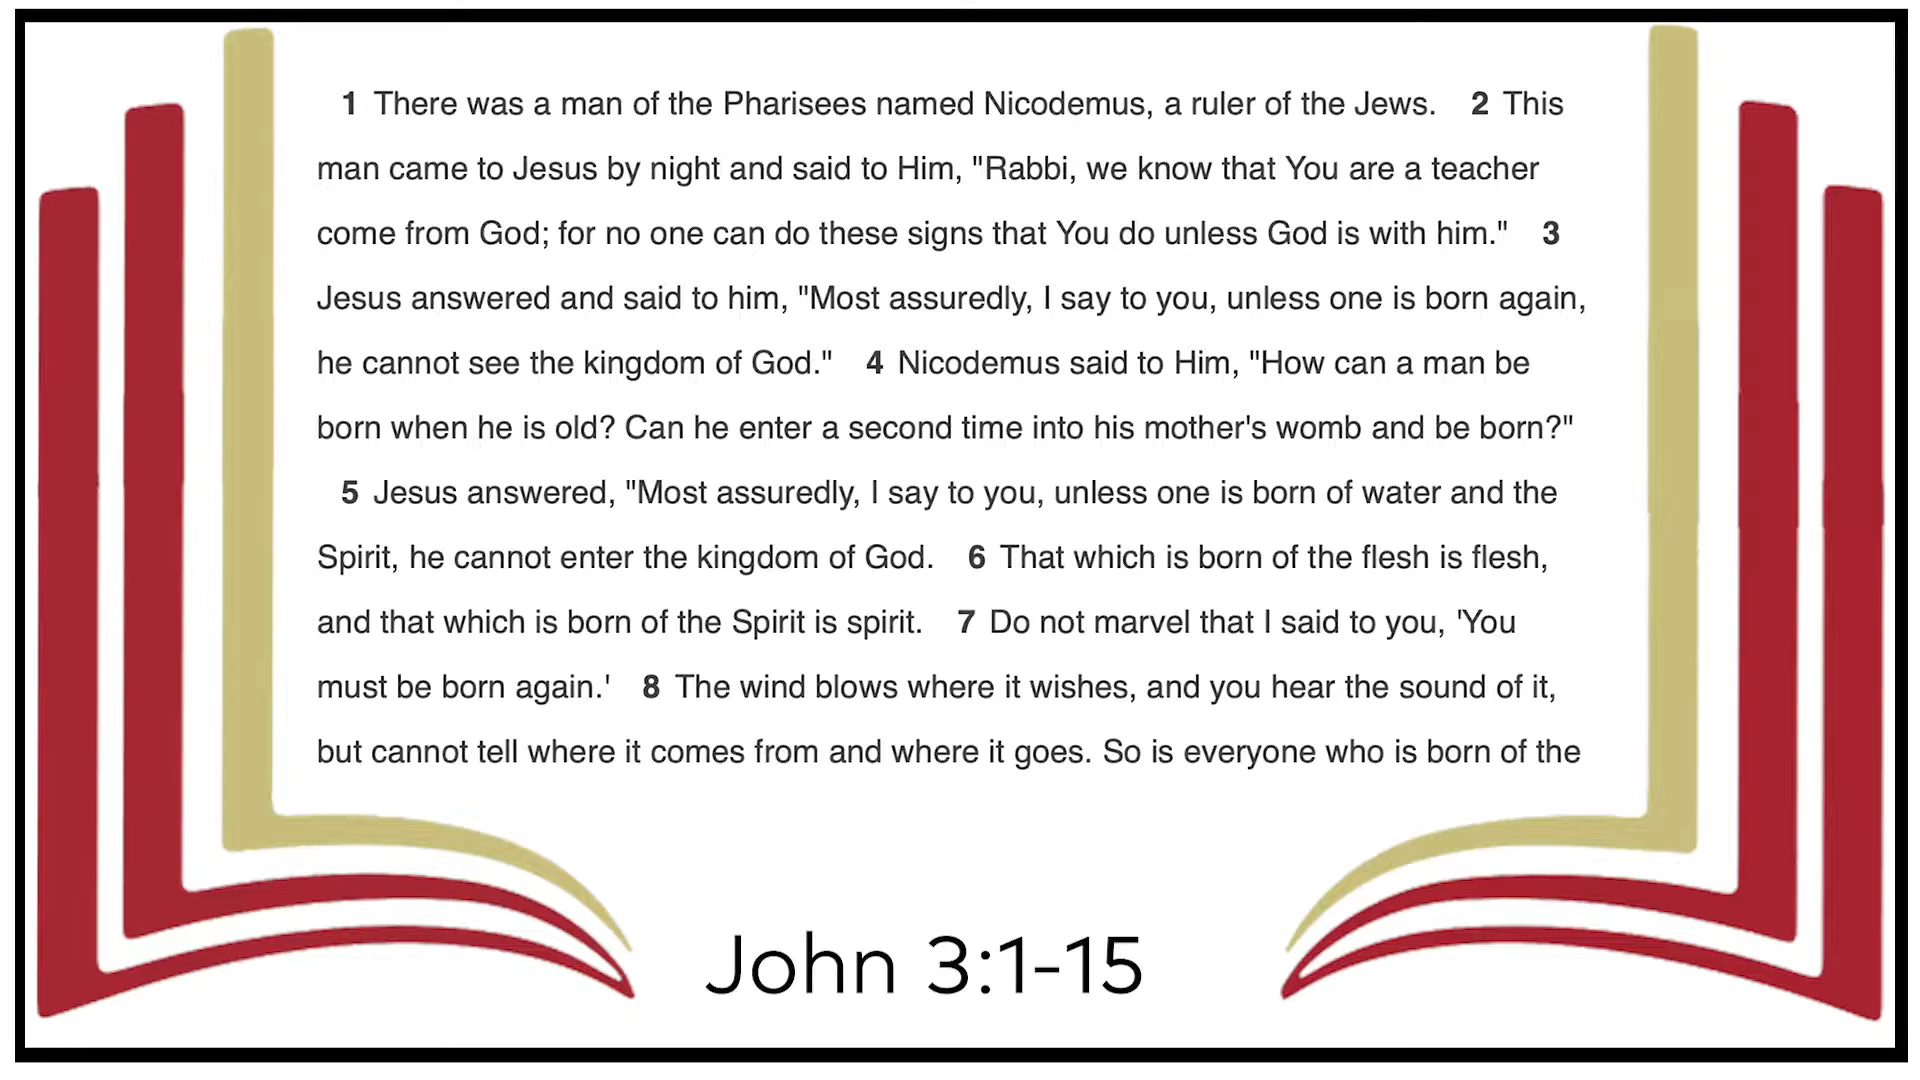 1 There was a man of the Pharisees named Nicodemus, a ruler of the Jews. 2 This
man came to Jesus by night and said to Him, "Rabbi, we know that You are a teacher
come from God; for no one can do these signs that You do unless God is with him." 3
Jesus answered and said to him, "Most assuredly, I say to you, unless one is born again,
he cannot see the kingdom of God." 4 Nicodemus said to Him, "How can a man be
born when he is old? Can he enter a second time into his mother's womb and be born?"
5 Jesus answered, "Most assuredly, I say to you, unless one is born of water and the
Spirit, he cannot enter the kingdom of God. 6 That which is born of the flesh is flesh,
and that which is born of the Spirit is spirit. 7 Do not marvel that I said to you, 'You
must be born again.' 8 The wind blows where it wishes, and you hear the sound of it,
but cannot tell where it comes from and where it goes. So is everyone who is born of the
John 3:1-15